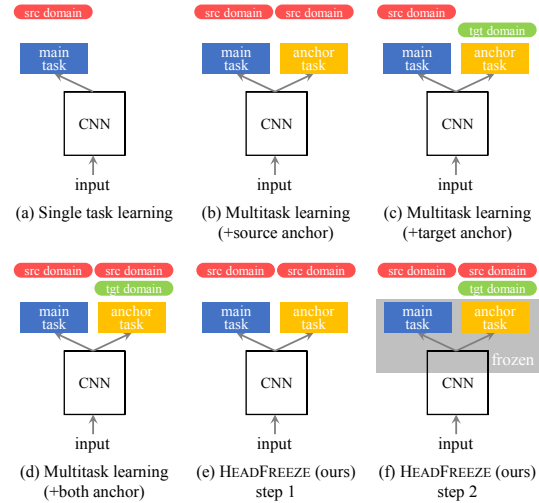 src domain
main
task
CNN
input
(a) Single task learning
src domain src domain
main
task
anchor
task
CNN
input
(b) Multitask learning
(+source anchor)
src domain
tgt domain
main
task
anchor
task
CNN
input
(c) Multitask learning
(+target anchor)
src domain src domain
tgt domain
main
task
anchor
task
CNN
input
(d) Multitask learning
(+both anchor)
src domain src domain
main
task
anchor
task
CNN
input
(e) HEADFREEZE (ours)
step 1
src domain src domain
tgt domain
main
task
anchor
task
frozen
CNN
input
(f) HEADFREEZE (ours)
step 2